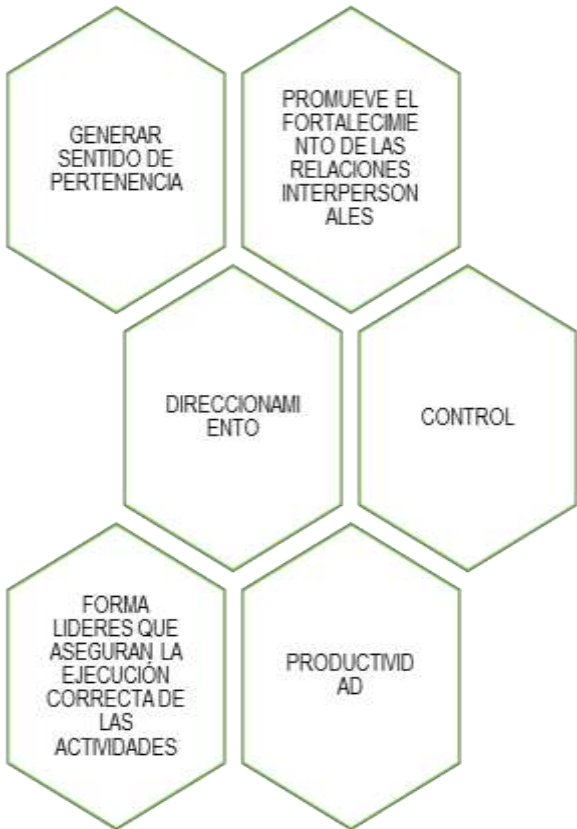 GENERAR
SENTIDO DE
PERTENENCIA
PROMUEVE EL
FORTALECIMIE
NTO DE LAS
RELACIONES
INTERPERSON
ALES
DIRECCIONAMI
ENTO
CONTROL
FORMA
LIDERES QUE
ASEGURAN LA
EJECUCIÓN
CORRECTA DE
LAS
ACTIVIDADES
PRODUCTIVID
AD